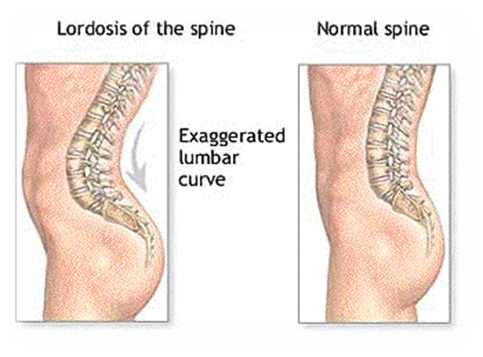 Lordosis of the spine
Normal spine
Exaggerated
lumbar
curve